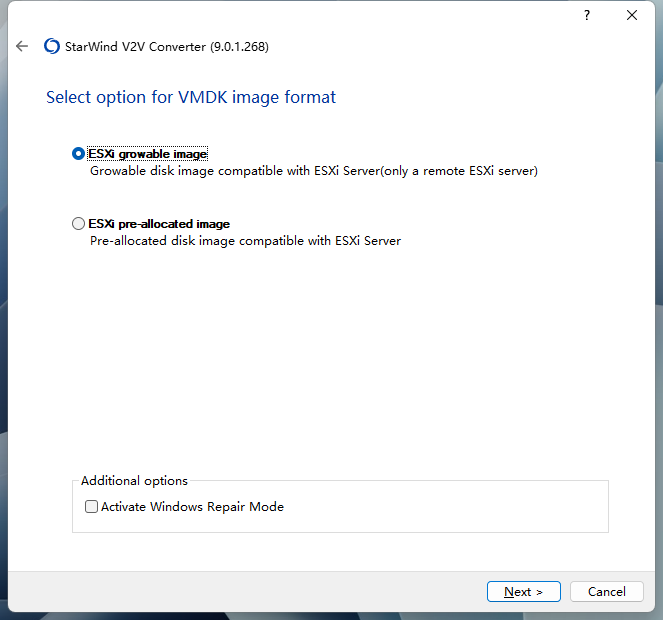 ?
StarWind V2V Converter (9.0.1.268)
Select option for VMDK image format
ESXi growable image
Growable disk image compatible with ESXi Server(only a remote ESXi server)
ESXi pre-allocated image
Pre-allocated disk image compatible with ESXi Server
Additional options
Activate Windows Repair Mode
Next >
Cancel